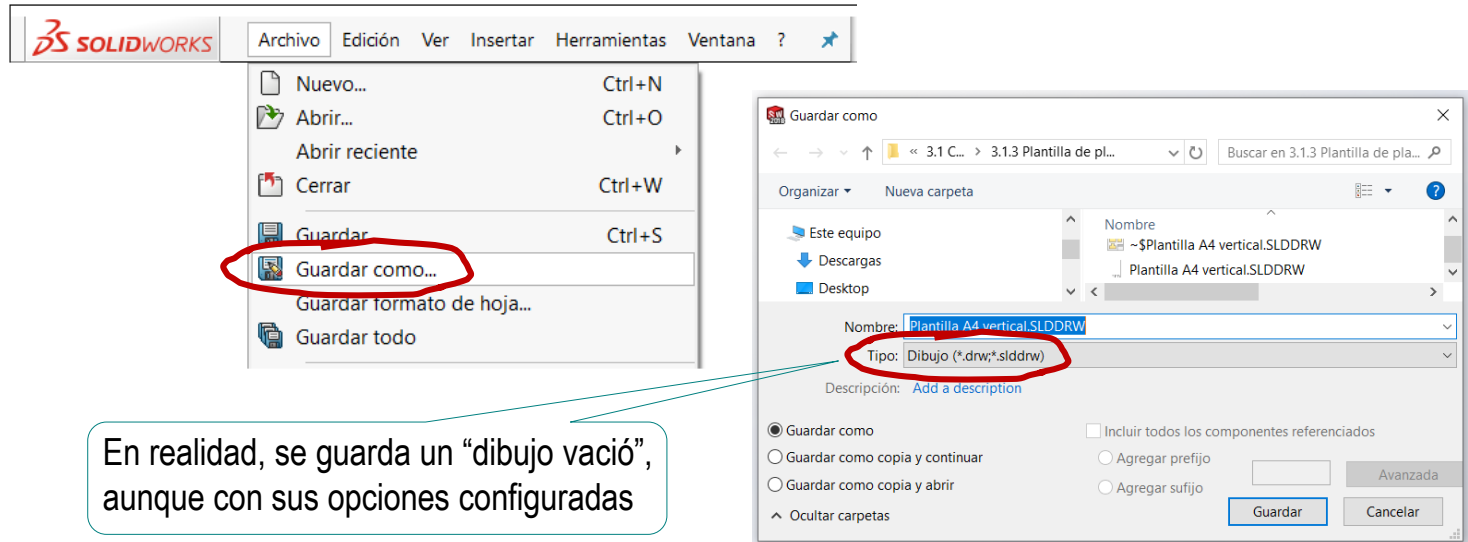 SOLIDWORKS Archivo Edición Ver Insertar Herramientas Ventana ?
Nuevo... Ctrl+N
Abrir... Ctrl+O
Abrir reciente
Cerrar Ctrl+W
Guardar Ctrl+S
Guardar como...
Guardar formato de hoja...
Guardar todo
Guardar como
« 3.1 C... > 3.1.3 Plantilla de pl... Buscar en 3.1.3 Plantilla de pla...
Organizar Nueva carpeta ?
Este equipo
Descargas
Desktop
Nombre
~$Plantilla A4 vertical.SLDDRW
Plantilla A4 vertical.SLDDRW
Nombre: Plantilla A4 vertical.SLDDRW
Tipo: Dibujo (*.drw;*.slddrw)
Descripción: Add a description
Guardar como
Guardar como copia y continuar
Guardar como copia y abrir
Incluir todos los componentes referenciados
Agregar prefijo
Agregar sufijo
Avanzada
Ocultar carpetas
Guardar Cancelar
En realidad, se guarda un “dibujo vació”,
aunque con sus opciones configuradas